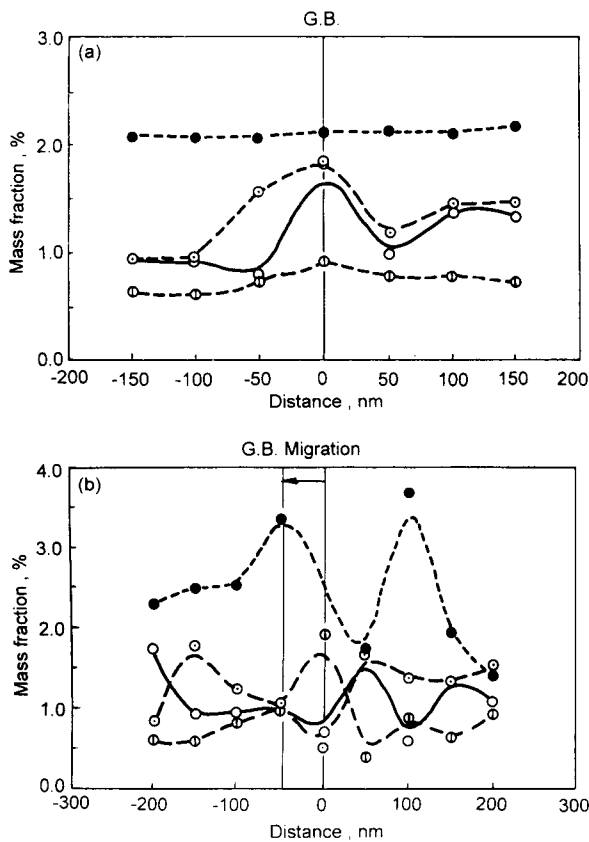 G.B.
(a)
3.0
2.0
1.0
0.0
Mass fraction , %
-200 -150 -100 -50 0 50 100 150 200
Distance , nm
G.B. Migration
(b)
4.0
3.0
2.0
1.0
0.0
Mass fraction , %
-300 -200 -100 0 100 200 300
Distance , nm